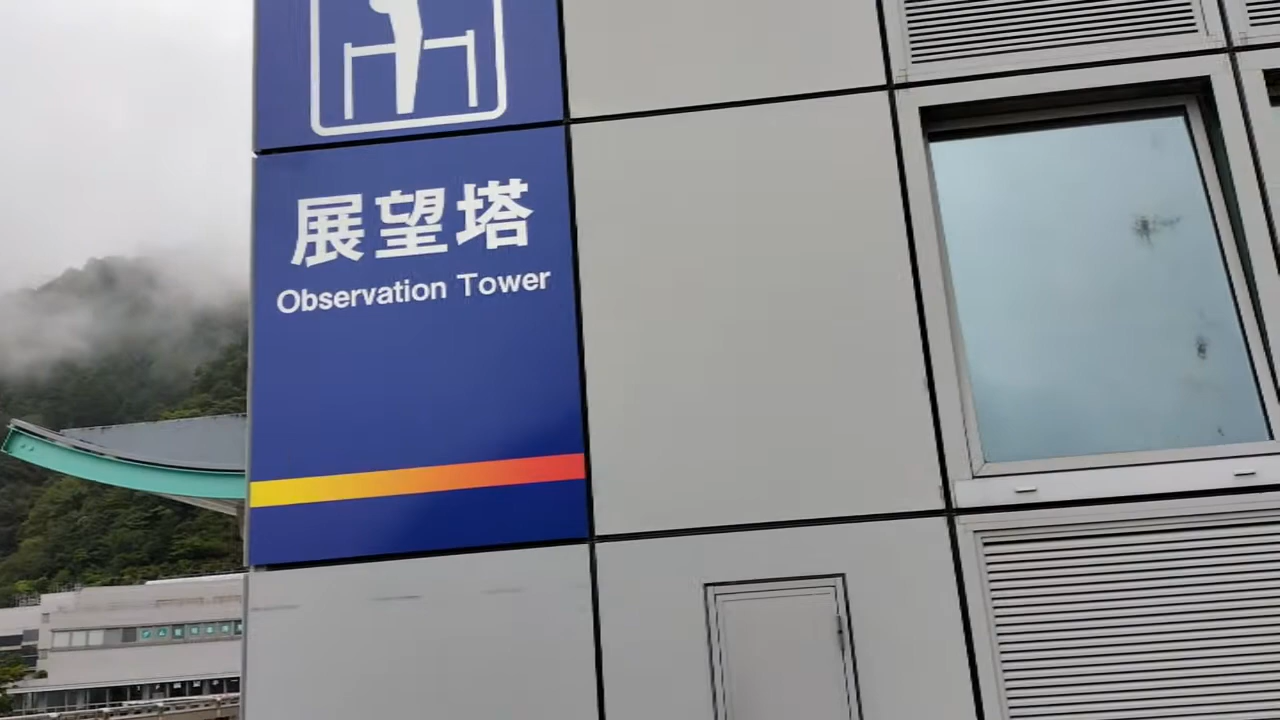 展望塔
Observation Tower